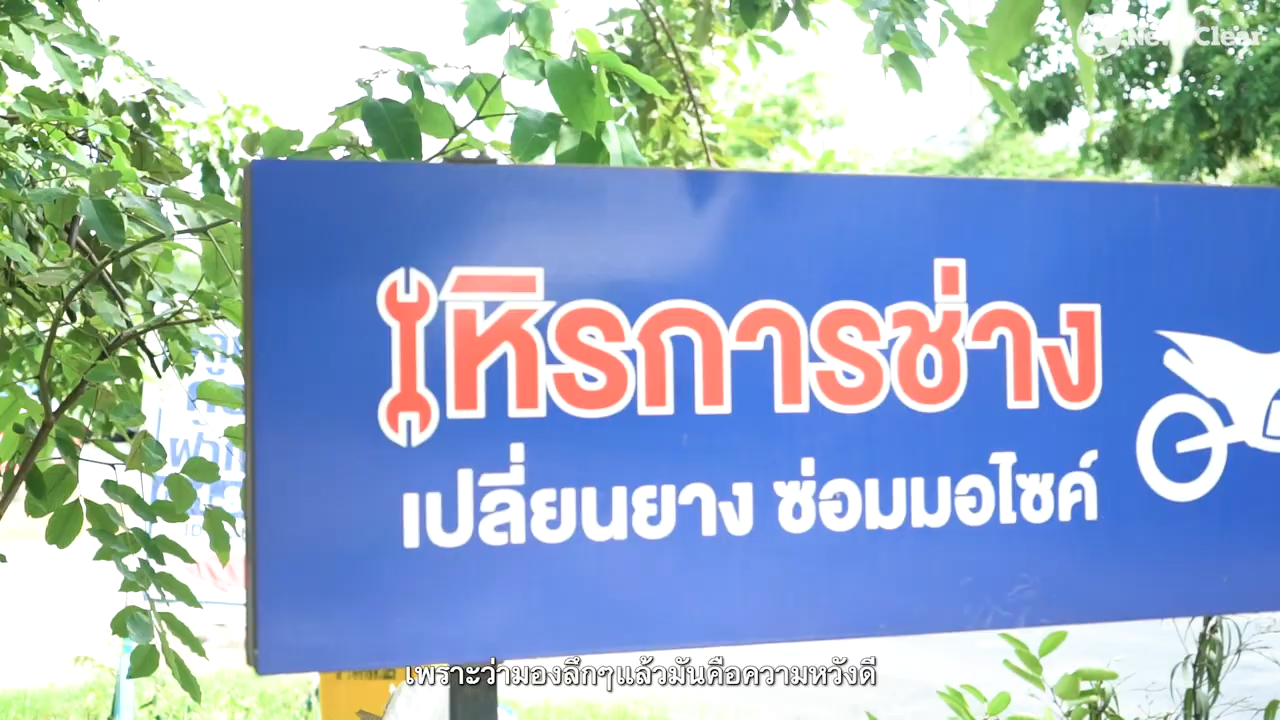 เหิรการช่าง
เปลี่ยนยาง ซ่อมมอไซค์
เพราะว่ามองลึกๆแล้วมันคือความหวังดี